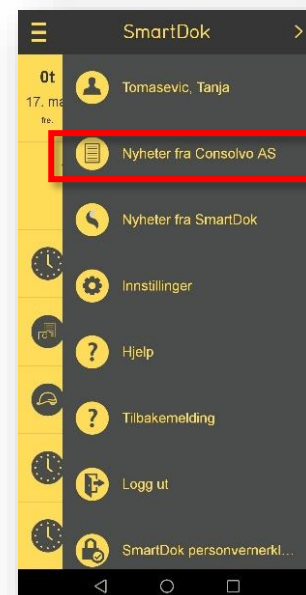 SmartDok
0t
17. ma
fre.
Tomasevic, Tanja
Nyheter fra Consolvo AS
Nyheter fra SmartDok
Innstillinger
? Hjelp
? Tilbakemelding
Logg ut
SmartDok personvernerkl...